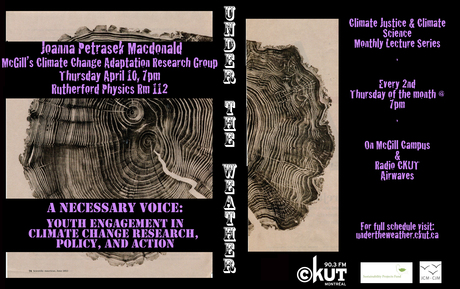 Joanna Petrasek Macdonald
McGill's Climate Change Adaptation Research Group
Thursday April 10, 7pm
Rutherford Physics Rm 112
A NECESSARY VOICE:
YOUTH ENGAGEMENT IN
CLIMATE CHANGE RESEARCH,
POLICY, AND ACTION
UNDER THE WEATHER
Climate Justice & Climate
Science
Monthly Lecture Series
Every 2nd
Thursday of the month @
7pm
On McGill Campus
&
Radio CKUT
Airwaves
For full schedule visit:
undertheweather.ckut.ca
90.3 FM
CKUT
MONTRÉAL